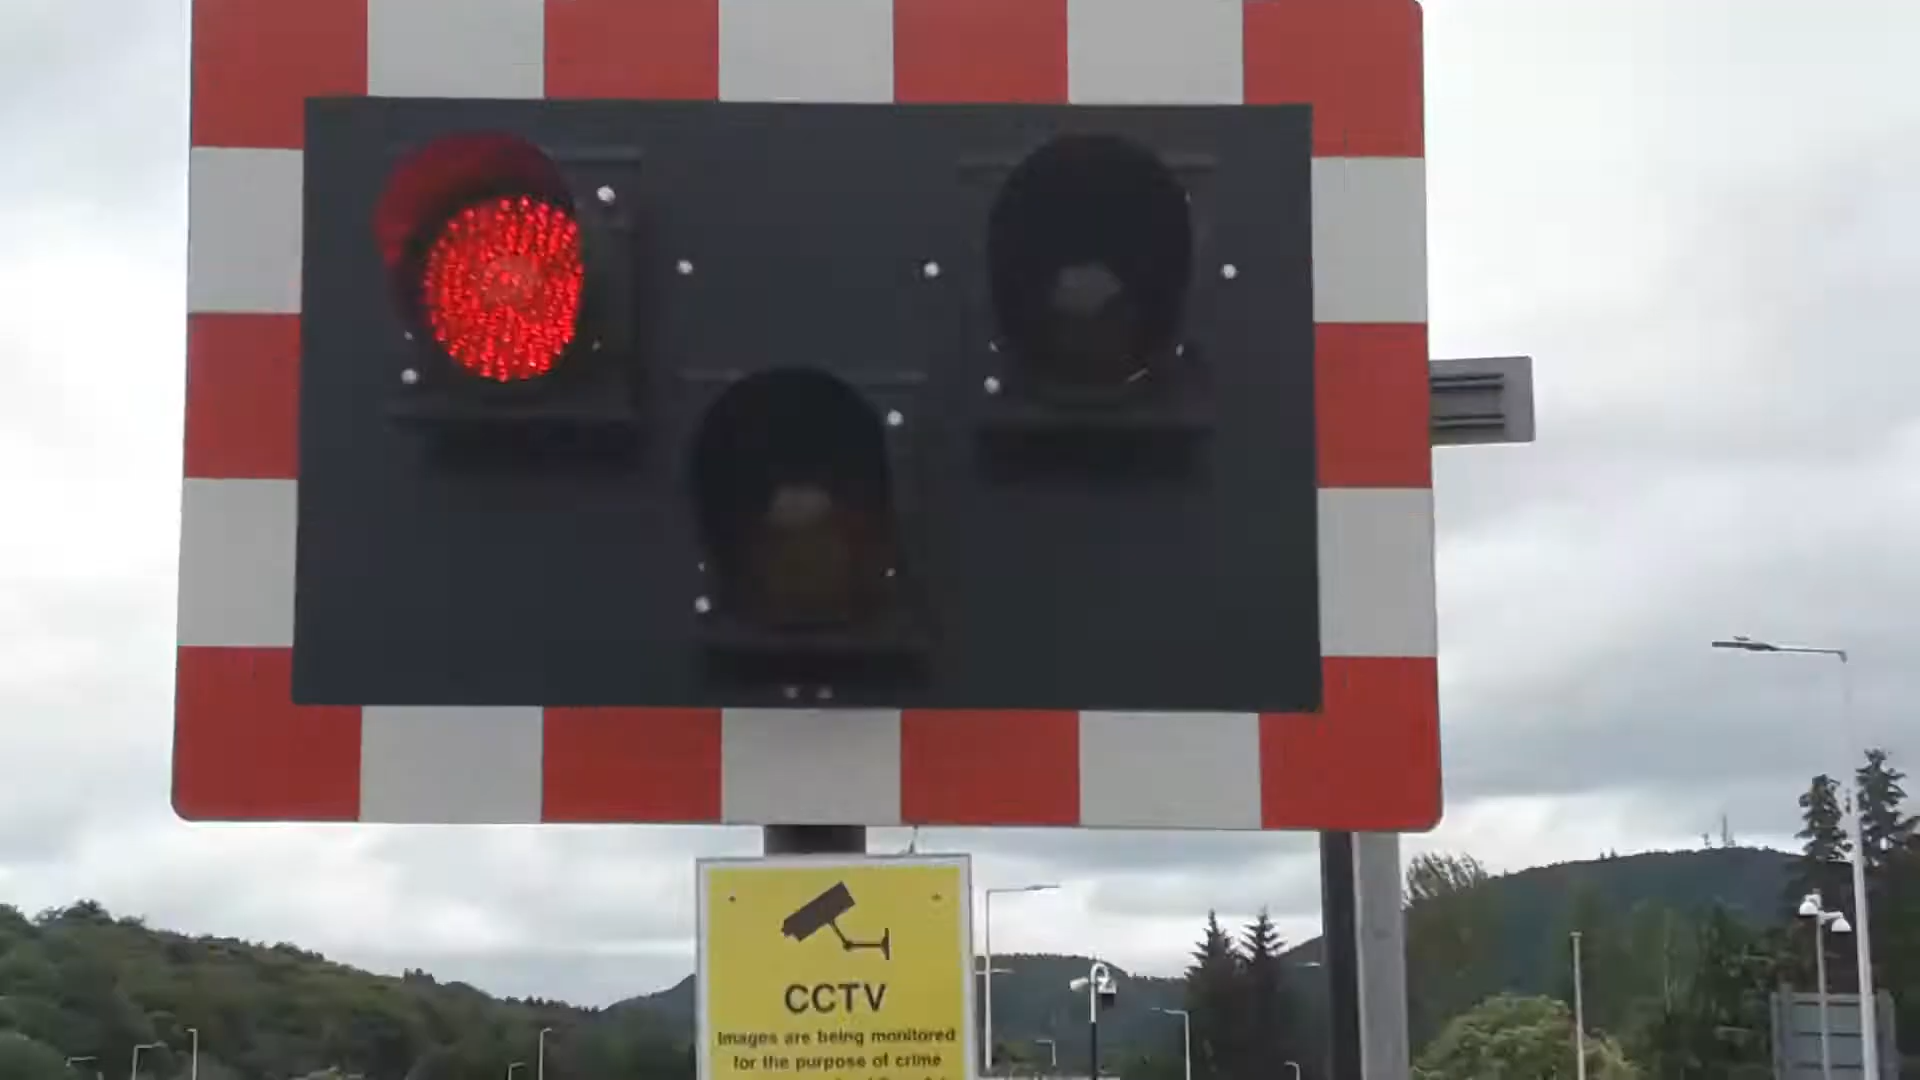 CCTV
Images are being monitored
for the purpose of crime